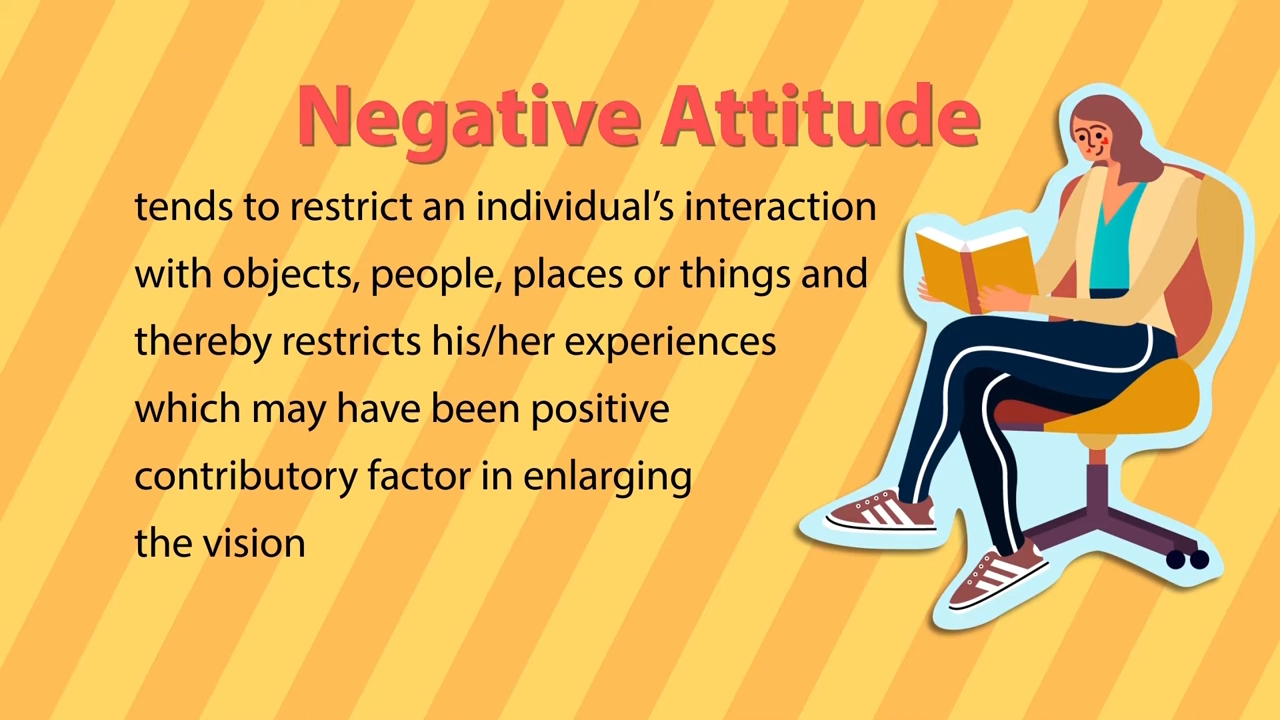 Negative Attitude
tends to restrict an individual’s interaction
with objects, people, places or things and
thereby restricts his/her experiences
which may have been positive
contributory factor in enlarging
the vision